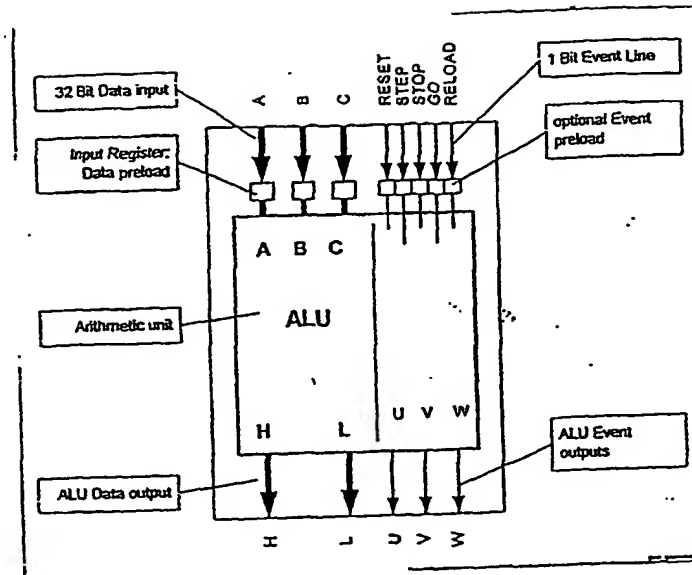 32 Bit Data input
A
B
C
RESET
STEP
STOP
GO
RELOAD
1 Bit Event Line
Input Register:
Data preload
optional Event
preload
A B C
Arithmetic unit
ALU
U V W
H L
ALU Data output
ALU Event
outputs
H
L
U
V
W